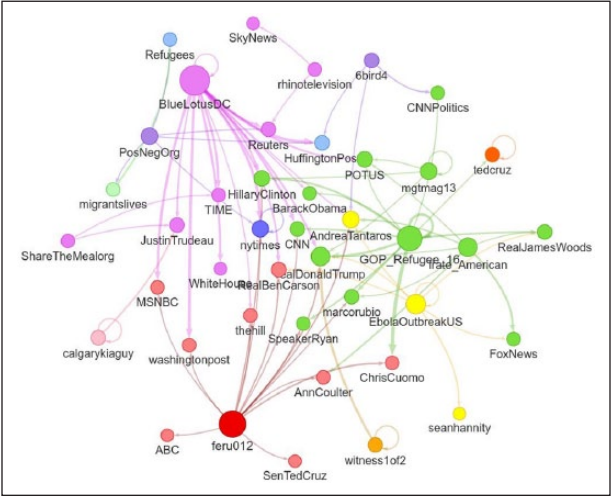 Refugees
SkyNews
BlueLotusDC
rhinotelevision
6bird4
CNNPolitics
PosNegOrg
Reuters
HuffingtonPos
POTUS
mgtmag13
tedcruz
migrantslives
TIME
HillaryClinton
BarackObama
ShareTheMealorg
JustinTrudeau
nytimes
CNN
AndreaTantaros
GOP_Refugee_16
Irate_American
RealJamesWoods
WhiteHouse
RealBenCarson
realDonaldTrump
MSNBC
marcorubio
EbolaOutbreakUS
calgarykiaguy
washingtonpost
thehill
SpeakerRyan
FoxNews
ChrisCuomo
AnnCoulter
seanhannity
ABC
feru012
SenTedCruz
witness1of2